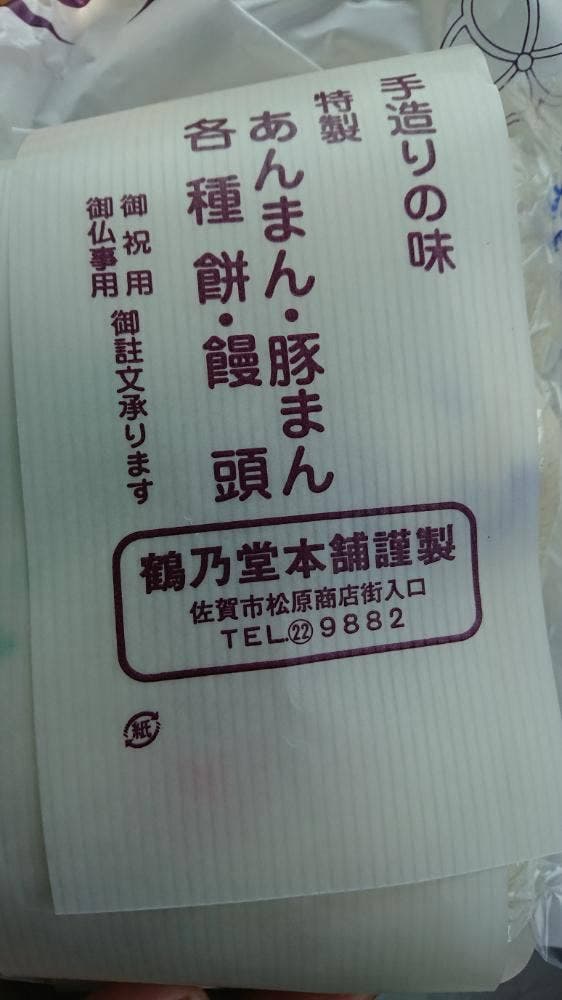 手造りの味
特製
あんまん・豚まん
各種餅・饅頭
御祝用
御仏事用
御註文承ります
鶴乃堂本舗謹製
佐賀市松原商店街入口
TEL.㉒9882
紙